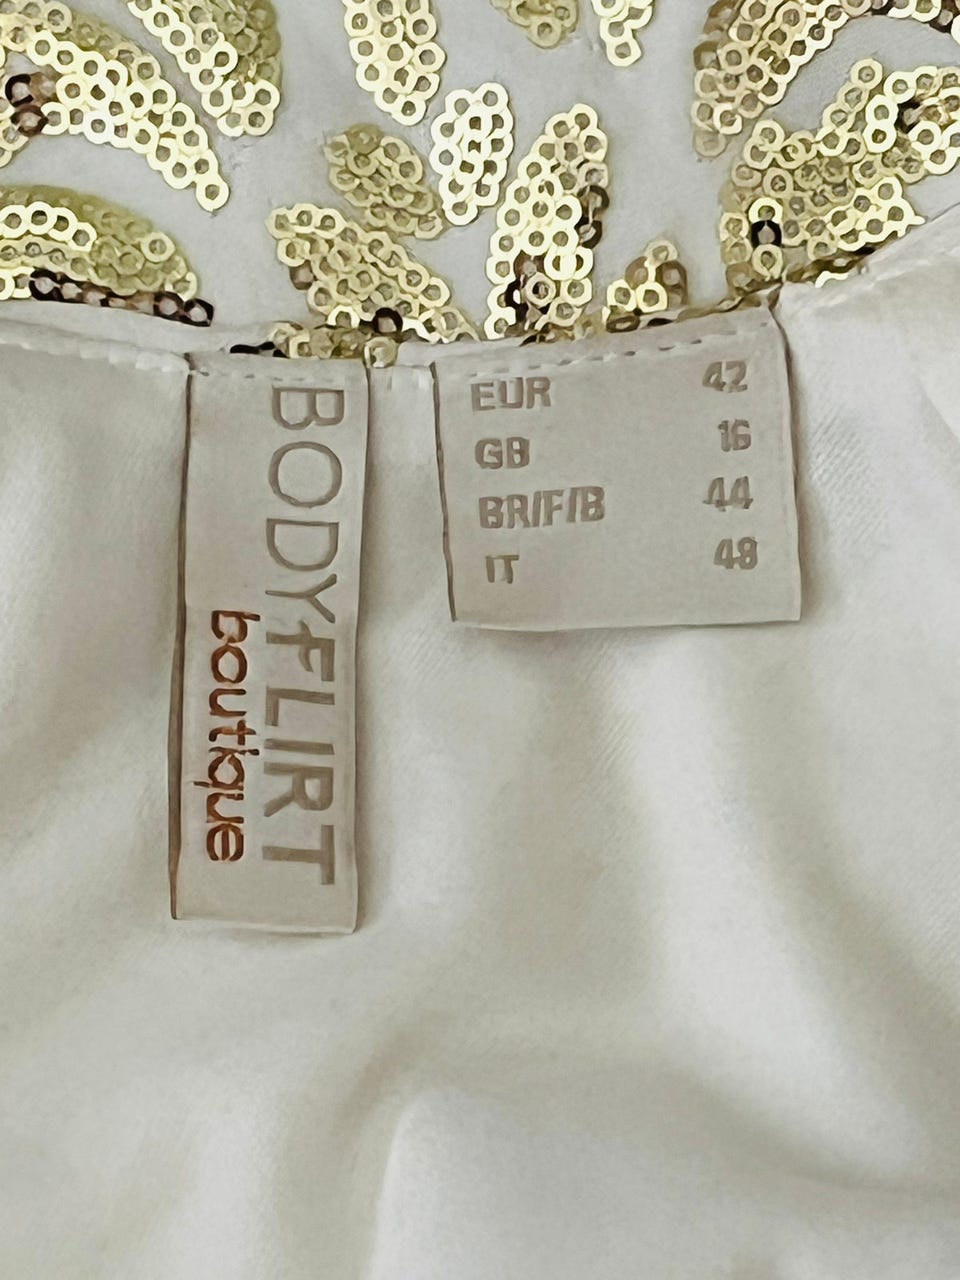 BODYFLIRT
boutique
EUR 42
GB 16
BR/F/B 44
IT 48